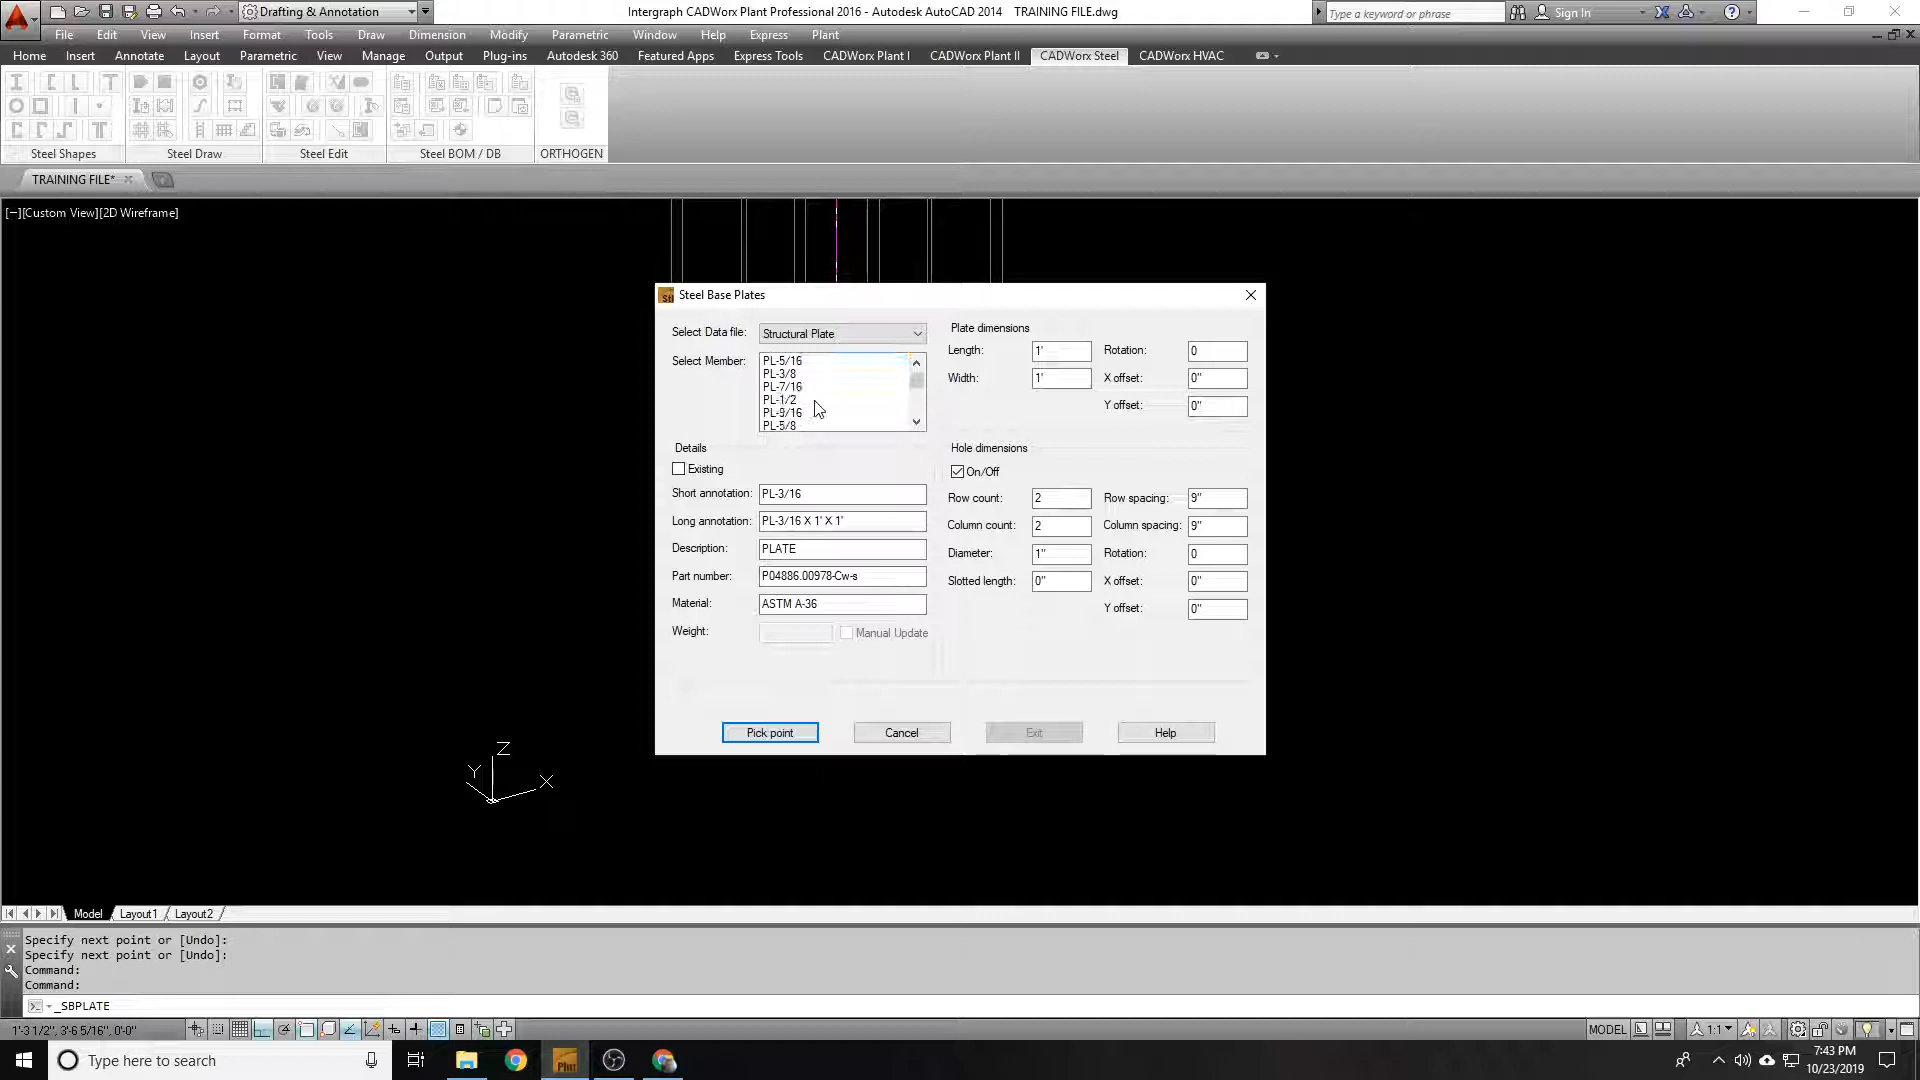 Drafting & Annotation
Intergraph CADWorx Plant Professional 2016 - Autodesk AutoCAD 2014 TRAINING FILE.dwg
Type a keyword or phrase
Sign In
File Edit View Insert Format Tools Draw Dimension Modify Parametric Window Help Express Plant
Home Insert Annotate Layout Parametric View Manage Output Plug-ins Autodesk 360 Featured Apps Express Tools CADWorx Plant I CADWorx Plant II CADWorx Steel CADWorx HVAC
Steel Shapes Steel Draw Steel Edit Steel BOM / DB ORTHOGEN
TRAINING FILE*
[−][Custom View][2D Wireframe]
Steel Base Plates
Select Data file: Structural Plate
Select Member:
PL-5/16
PL-3/8
PL-7/16
PL-1/2
PL-9/16
PL-5/8
Details
Existing
Short annotation: PL-3/16
Long annotation: PL-3/16 X 1' X 1'
Description: PLATE
Part number: P04886.00978-Cw-s
Material: ASTM A-36
Weight: Manual Update
Plate dimensions
Length: 1' Rotation: 0
Width: 1' X offset: 0"
Y offset: 0"
Hole dimensions
On/Off
Row count: 2 Row spacing: 9"
Column count: 2 Column spacing: 9"
Diameter: 1" Rotation: 0
Slotted length: 0" X offset: 0"
Y offset: 0"
Pick point Cancel Exit Help
Z
Y X
Model Layout1 Layout2
Specify next point or [Undo]:
Specify next point or [Undo]:
Command:
Command:
_SBPLATE
1'-3 1/2", 3'-6 5/16", 0'-0"
MODEL 1:1
Type here to search
7:43 PM
10/23/2019